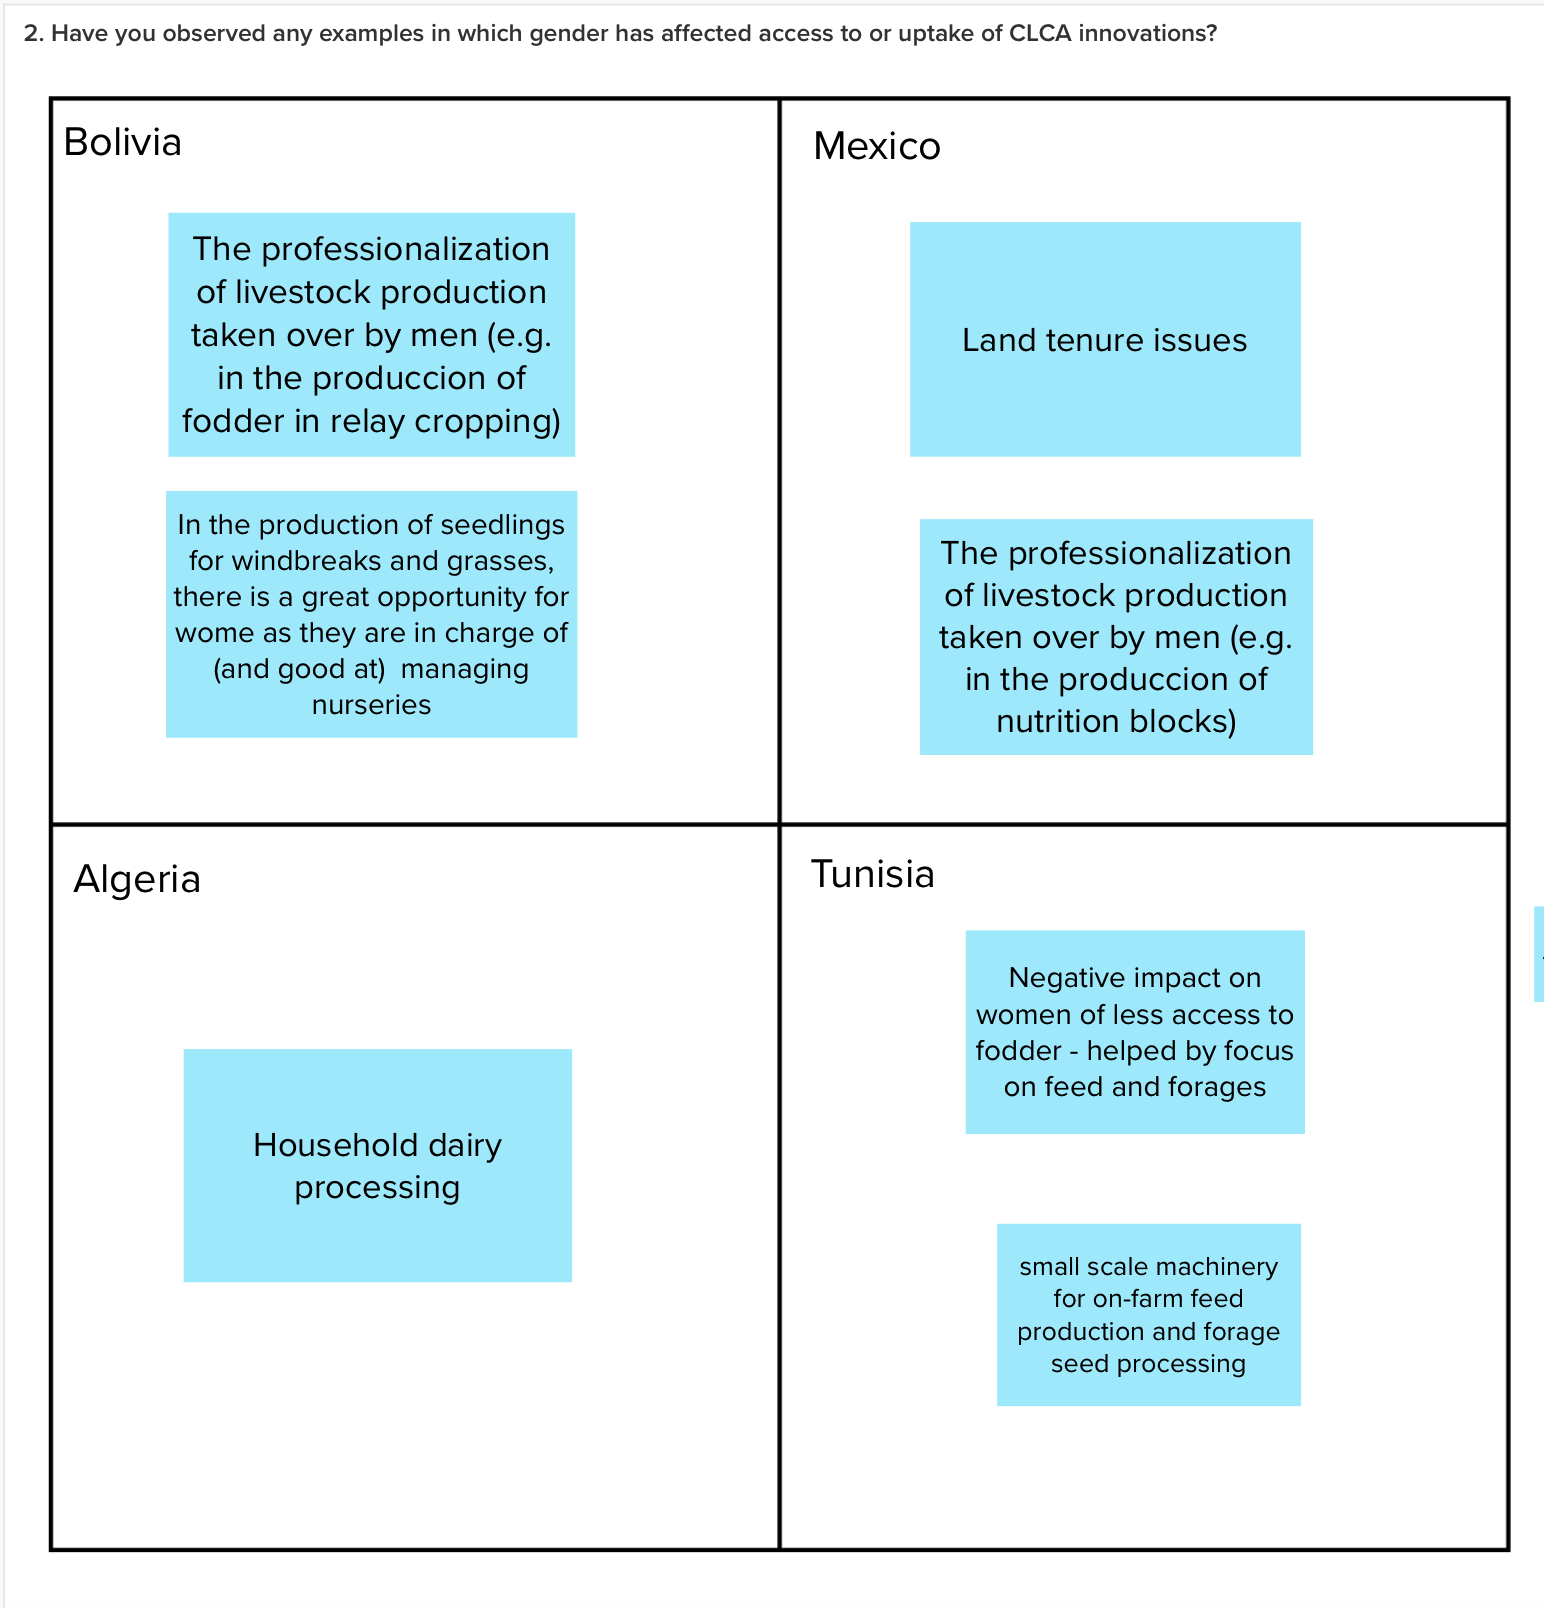 2. Have you observed any examples in which gender has affected access to or uptake of CLCA innovations?
Bolivia
The professionalization
of livestock production
taken over by men (e.g.
in the produccion of
fodder in relay cropping)
In the production of seedlings
for windbreaks and grasses,
there is a great opportunity for
wome as they are in charge of
(and good at)  managing
nurseries
Mexico
Land tenure issues
The professionalization
of livestock production
taken over by men (e.g.
in the produccion of
nutrition blocks)
Algeria
Household dairy
processing
Tunisia
Negative impact on
women of less access to
fodder - helped by focus
on feed and forages
small scale machinery
for on-farm feed
production and forage
seed processing